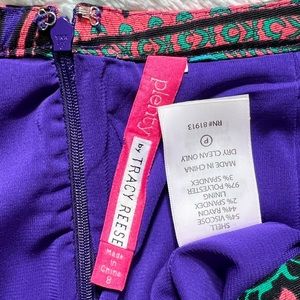 YKK
plenty
by TRACY REESE
Made in
China
8
SHELL
54% VISCOSE
44% RAYON
2% SPANDEX
LINING
97% POLYESTER
3% SPANDEX
MADE IN CHINA
DRY CLEAN ONLY
P
RN#81913